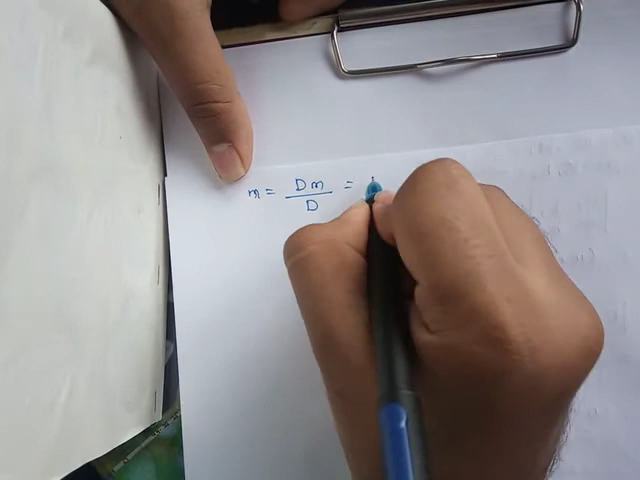 m = Dm / D =